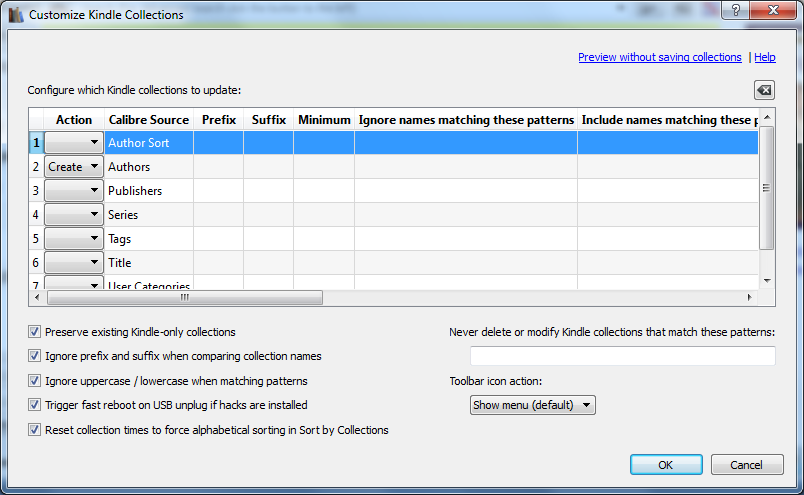 Customize Kindle Collections
Preview without saving collections | Help
Configure which Kindle collections to update:
Action Calibre Source Prefix Suffix Minimum Ignore names matching these patterns Include names matching these p
1 Author Sort
2 Create Authors
3 Publishers
4 Series
5 Tags
6 Title
7 User Categories
Preserve existing Kindle-only collections
Never delete or modify Kindle collections that match these patterns:
Ignore prefix and suffix when comparing collection names
Ignore uppercase / lowercase when matching patterns
Toolbar icon action:
Trigger fast reboot on USB unplug if hacks are installed
Show menu (default)
Reset collection times to force alphabetical sorting in Sort by Collections
OK Cancel